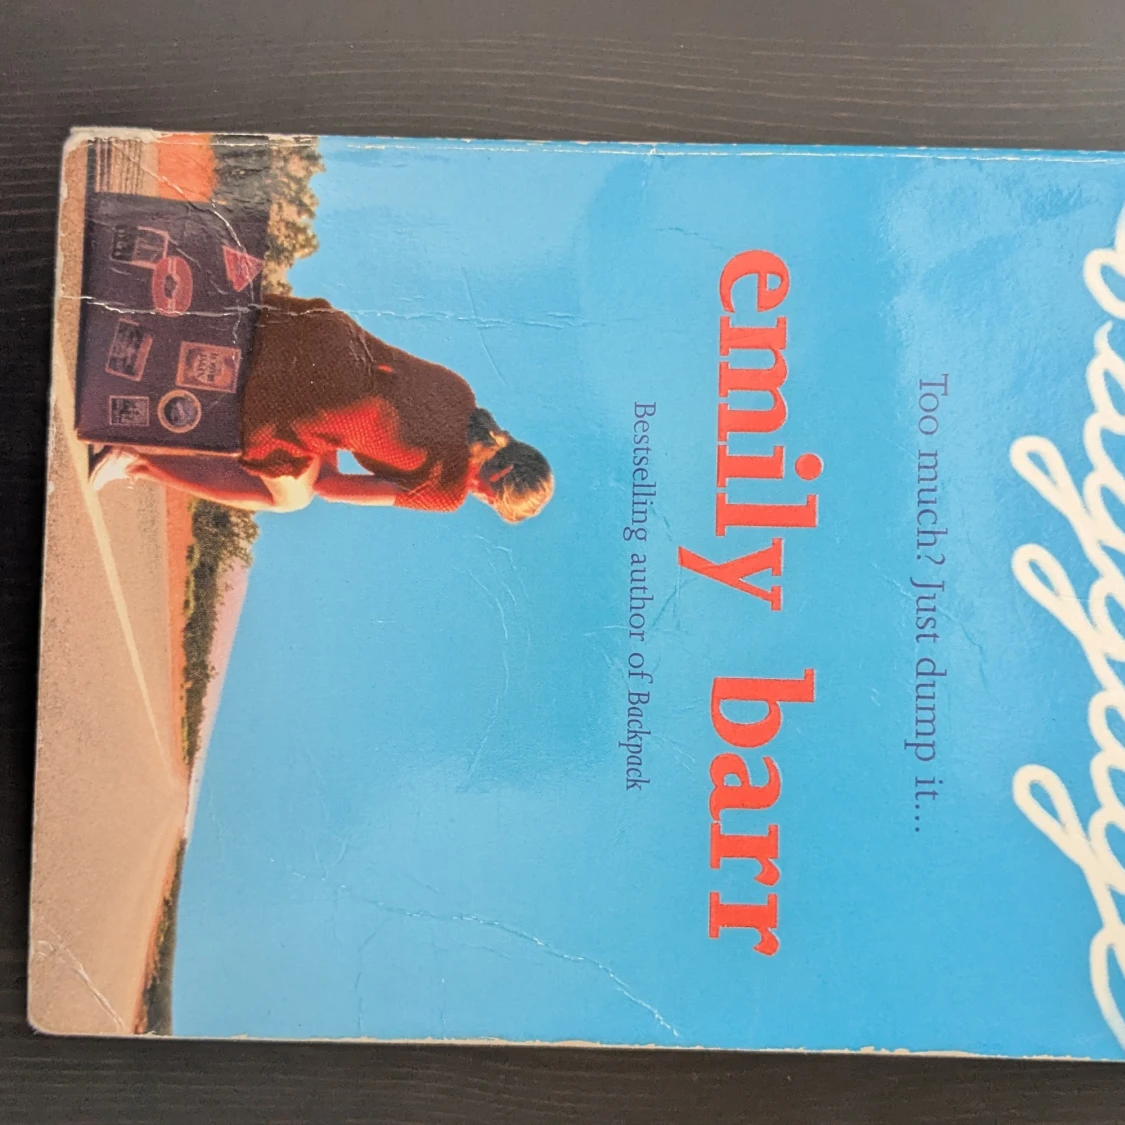 Too much? Just dump it...
emily barr
Bestselling author of Backpack